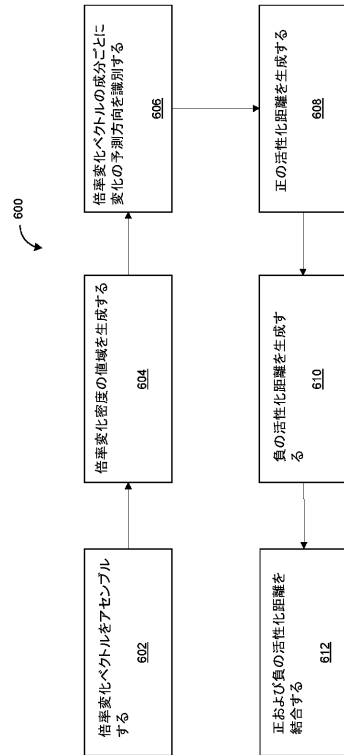 600
倍率変化ベクトルをアセンブル
する
602
倍率変化密度の値域を生成する
604
倍率変化ベクトルの成分ごとに
変化の予測方向を識別する
606
正の活性化距離を生成する
608
負の活性化距離を生成す
る
610
正および負の活性化距離を
結合する
612